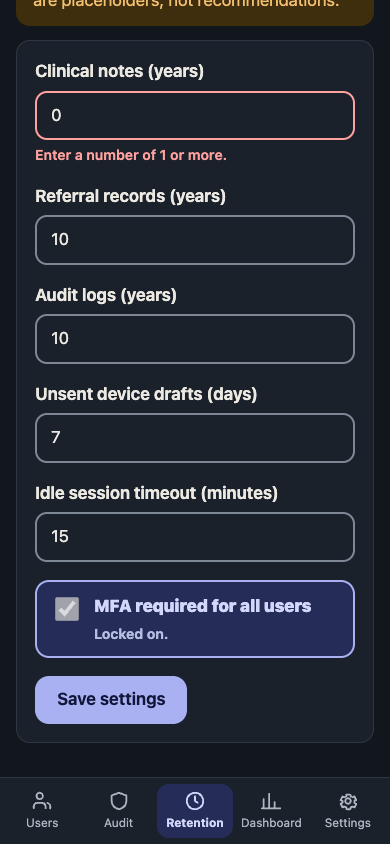 are placeholders, not recommendations.
Clinical notes (years)
0
Enter a number of 1 or more.
Referral records (years)
10
Audit logs (years)
10
Unsent device drafts (days)
7
Idle session timeout (minutes)
15
MFA required for all users
Locked on.
Save settings
Users
Audit
Retention
Dashboard
Settings